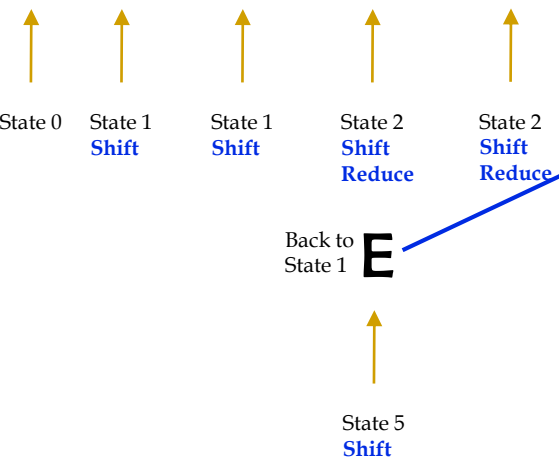 State 0
State 1
Shift
State 1
Shift
State 2
Shift
Reduce
State 2
Shift
Reduce
Back to
State 1
E
State 5
Shift